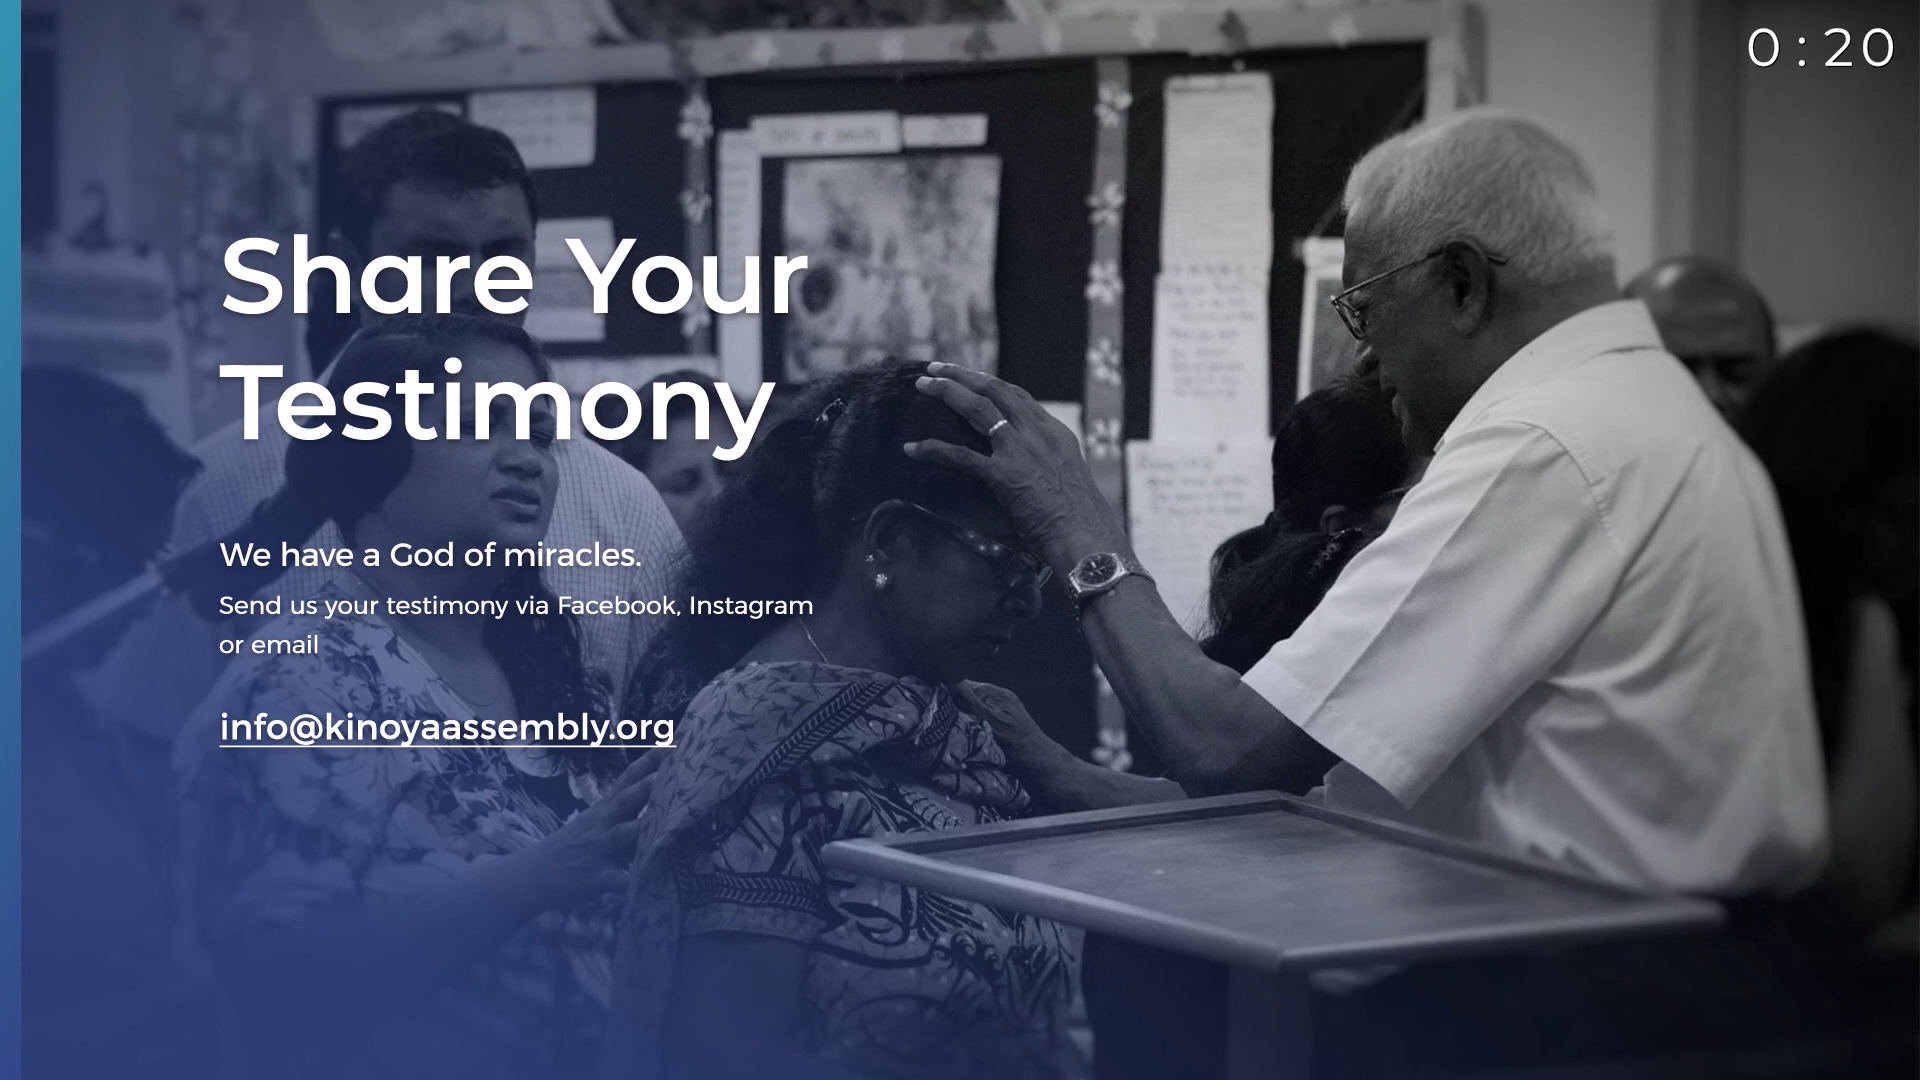 0:20
Share Your
Testimony
We have a God of miracles.
Send us your testimony via Facebook, Instagram
or email
info@kinoyaassembly.org